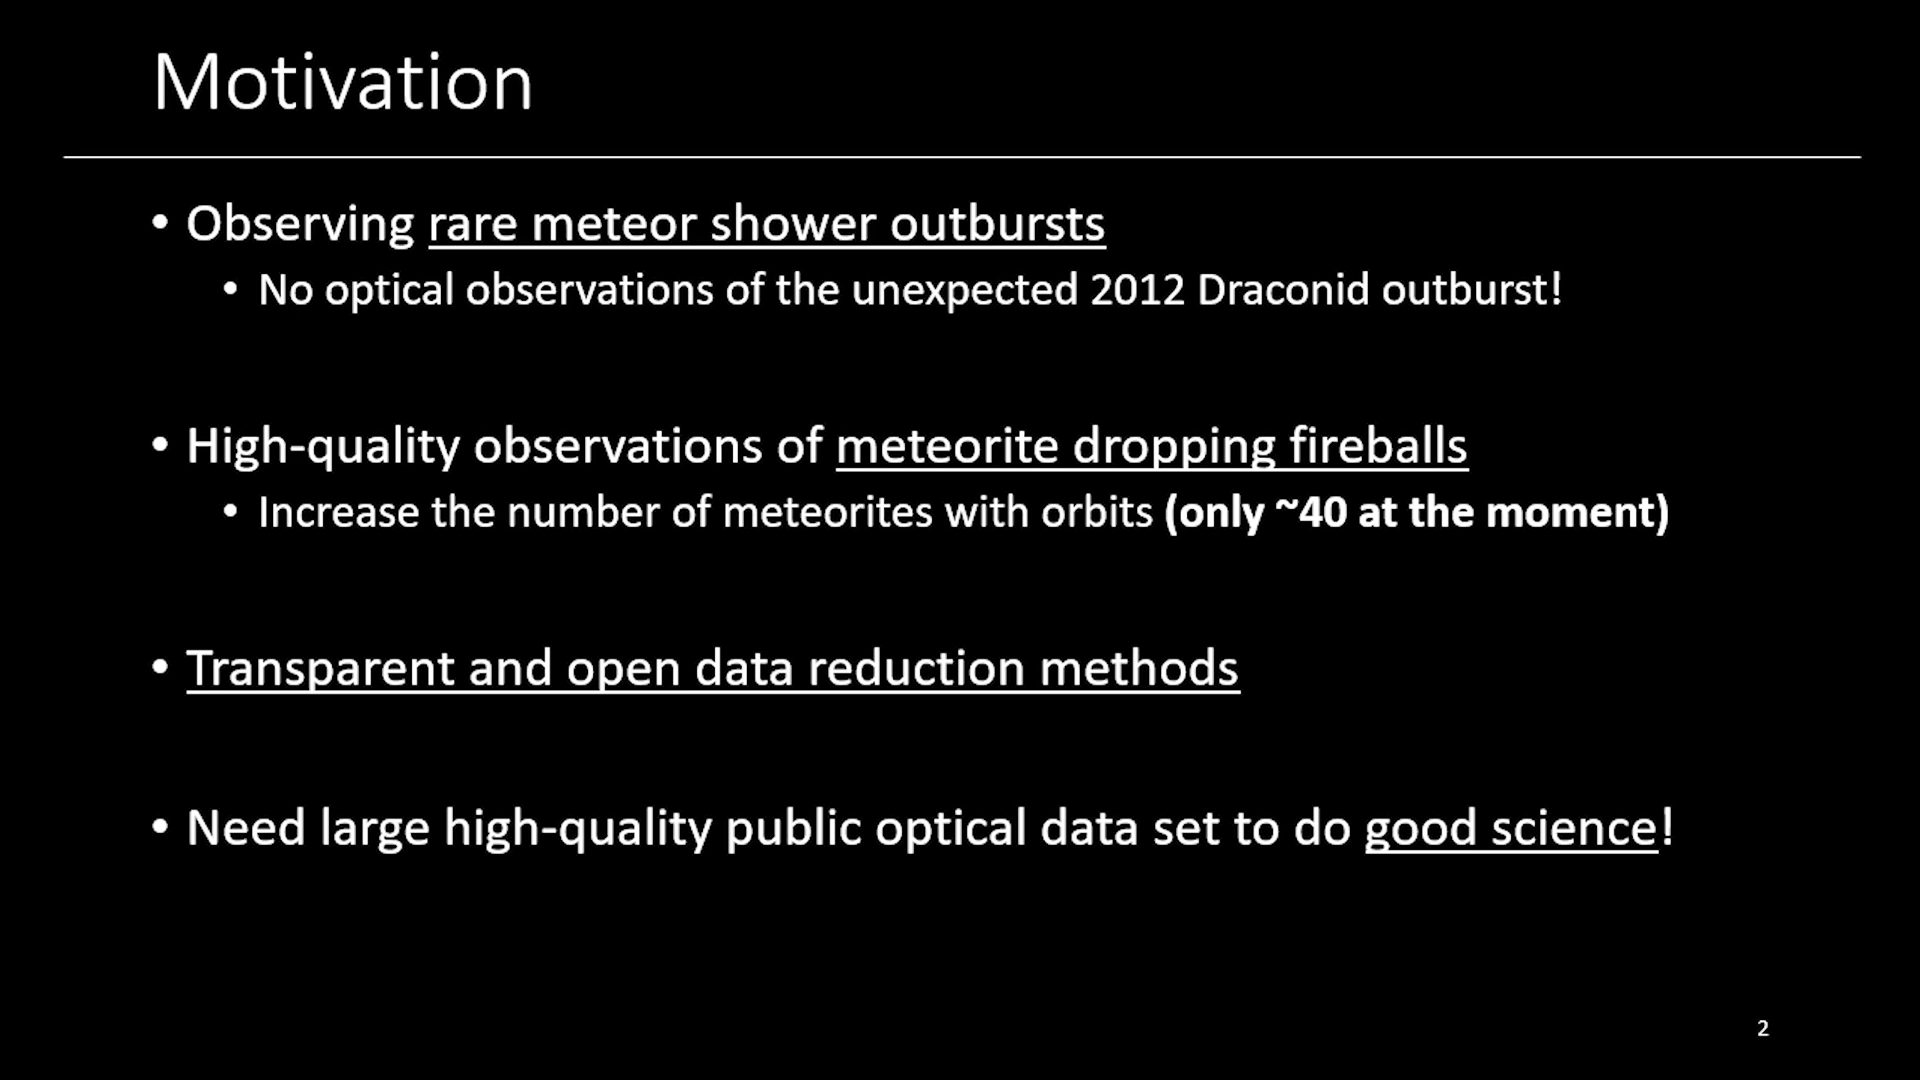 Motivation
• Observing rare meteor shower outbursts
• No optical observations of the unexpected 2012 Draconid outburst!
• High-quality observations of meteorite dropping fireballs
• Increase the number of meteorites with orbits (only ~40 at the moment)
• Transparent and open data reduction methods
• Need large high-quality public optical data set to do good science!
2